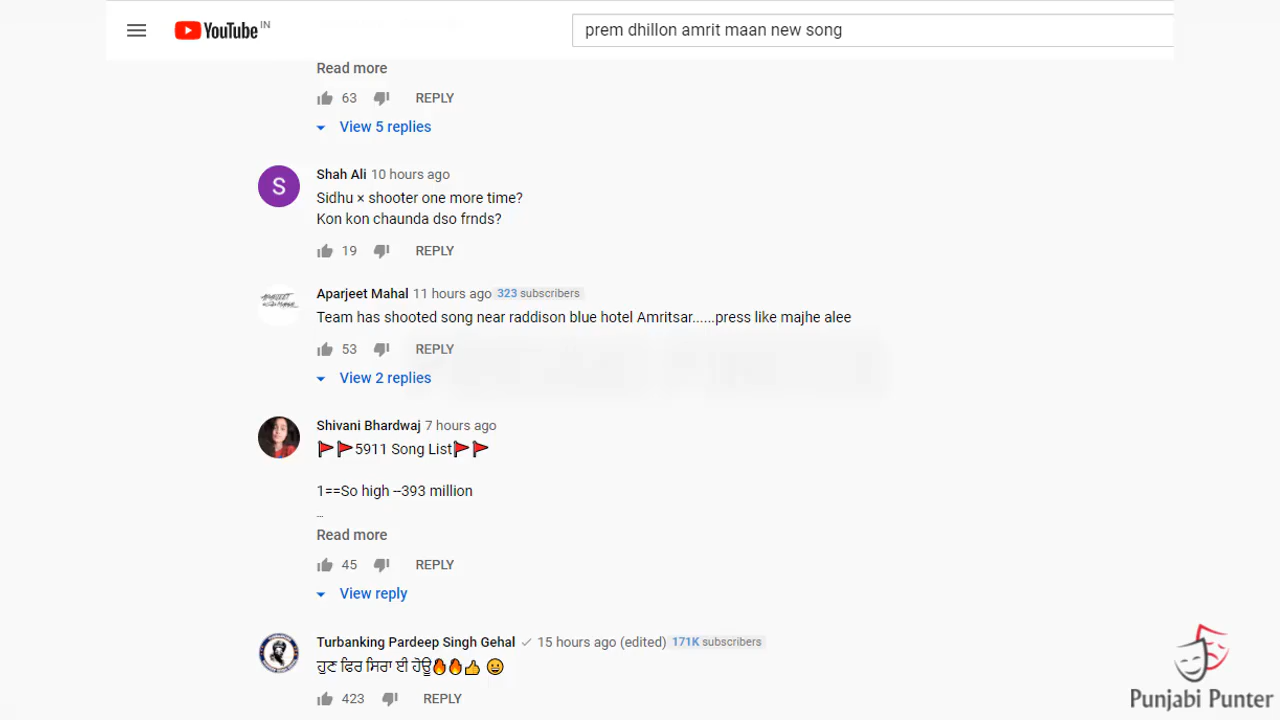 YouTube IN
prem dhillon amrit maan new song
Read more
63 REPLY
View 5 replies
S
Shah Ali 10 hours ago
Sidhu × shooter one more time?
Kon kon chaunda dso frnds?
19 REPLY
Aparjeet Mahal 11 hours ago 323 subscribers
Team has shooted song near raddison blue hotel Amritsar......press like majhe alee
53 REPLY
View 2 replies
Shivani Bhardwaj 7 hours ago
🚩🚩5911 Song List🚩🚩
1==So high --393 million
...
Read more
45 REPLY
View reply
Turbanking Pardeep Singh Gehal ✓ 15 hours ago (edited) 171K subscribers
ਹੁਣ ਫਿਰ ਸਿਰਾ ਈ ਹੋਊ🔥🔥👍 😀
423 REPLY
Punjabi Punter